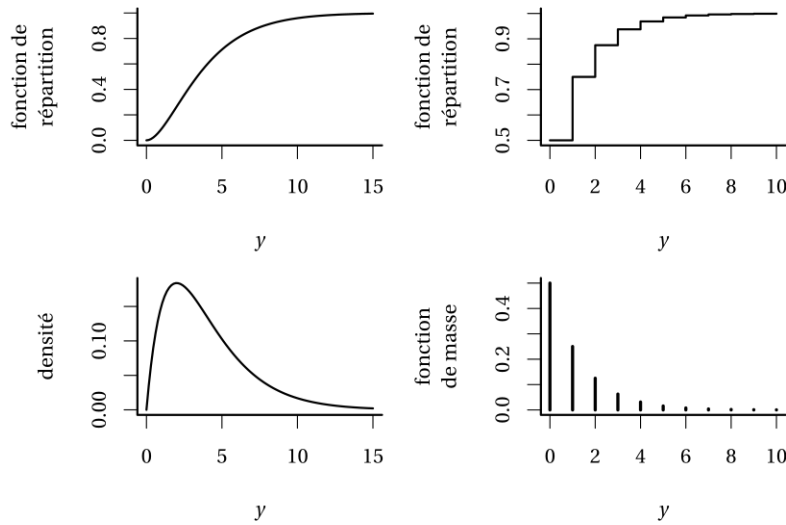 fonction de
répartition
0.0 0.4 0.8
0 5 10 15
y
fonction de
répartition
0.5 0.7 0.9
0 2 4 6 8 10
y
densité
0.00 0.10
0 5 10 15
y
fonction
de masse
0.0 0.2 0.4
0 2 4 6 8 10
y